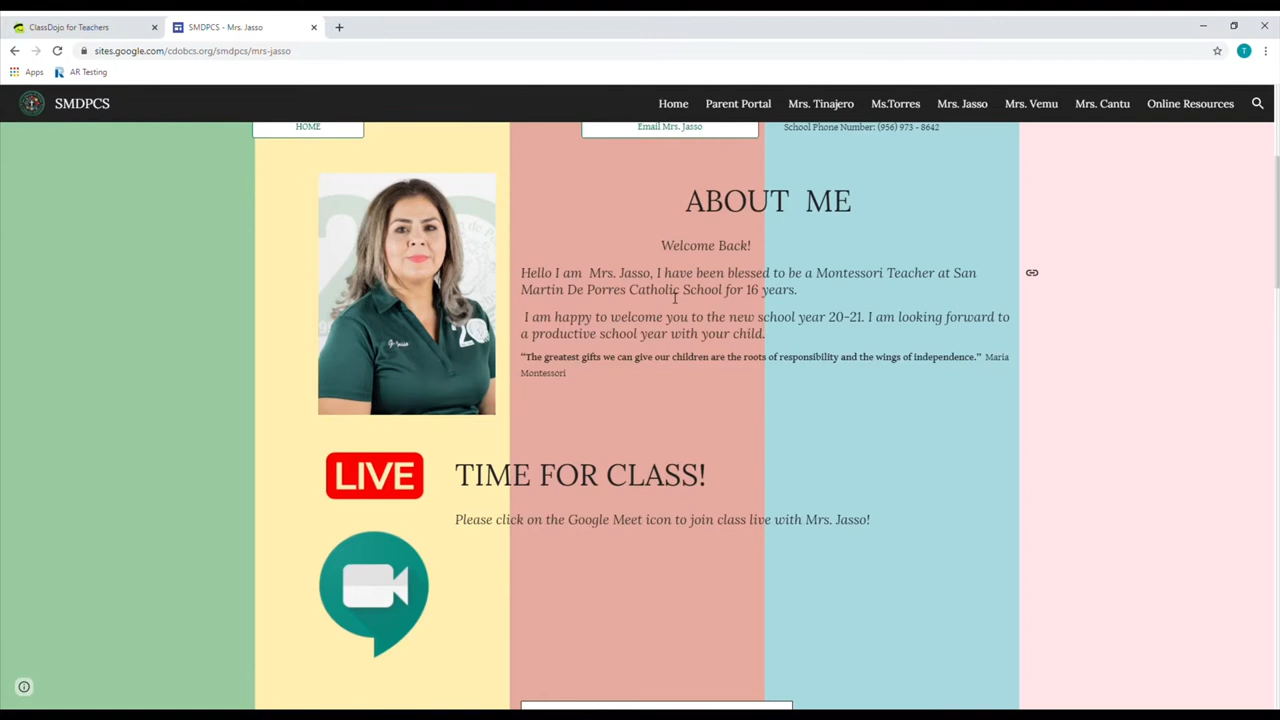 ClassDojo for Teachers
SMDPCS - Mrs. Jasso
sites.google.com/cdobcs.org/smdpcs/mrs-jasso
T
Apps
AR Testing
SMDPCS
Home
Parent Portal
Mrs. Tinajero
Ms.Torres
Mrs. Jasso
Mrs. Vemu
Mrs. Cantu
Online Resources
HOME
Email Mrs. Jasso
School Phone Number: (956) 973 - 8642
ABOUT ME
Welcome Back!
Hello I am Mrs. Jasso, I have been blessed to be a Montessori Teacher at San
Martin De Porres Catholic School for 16 years.
I am happy to welcome you to the new school year 20-21. I am looking forward to
a productive school year with your child.
"The greatest gifts we can give our children are the roots of responsibility and the wings of independence." Maria
Montessori
20
G. Jasso
20
LIVE
TIME FOR CLASS!
Please click on the Google Meet icon to join class live with Mrs. Jasso!